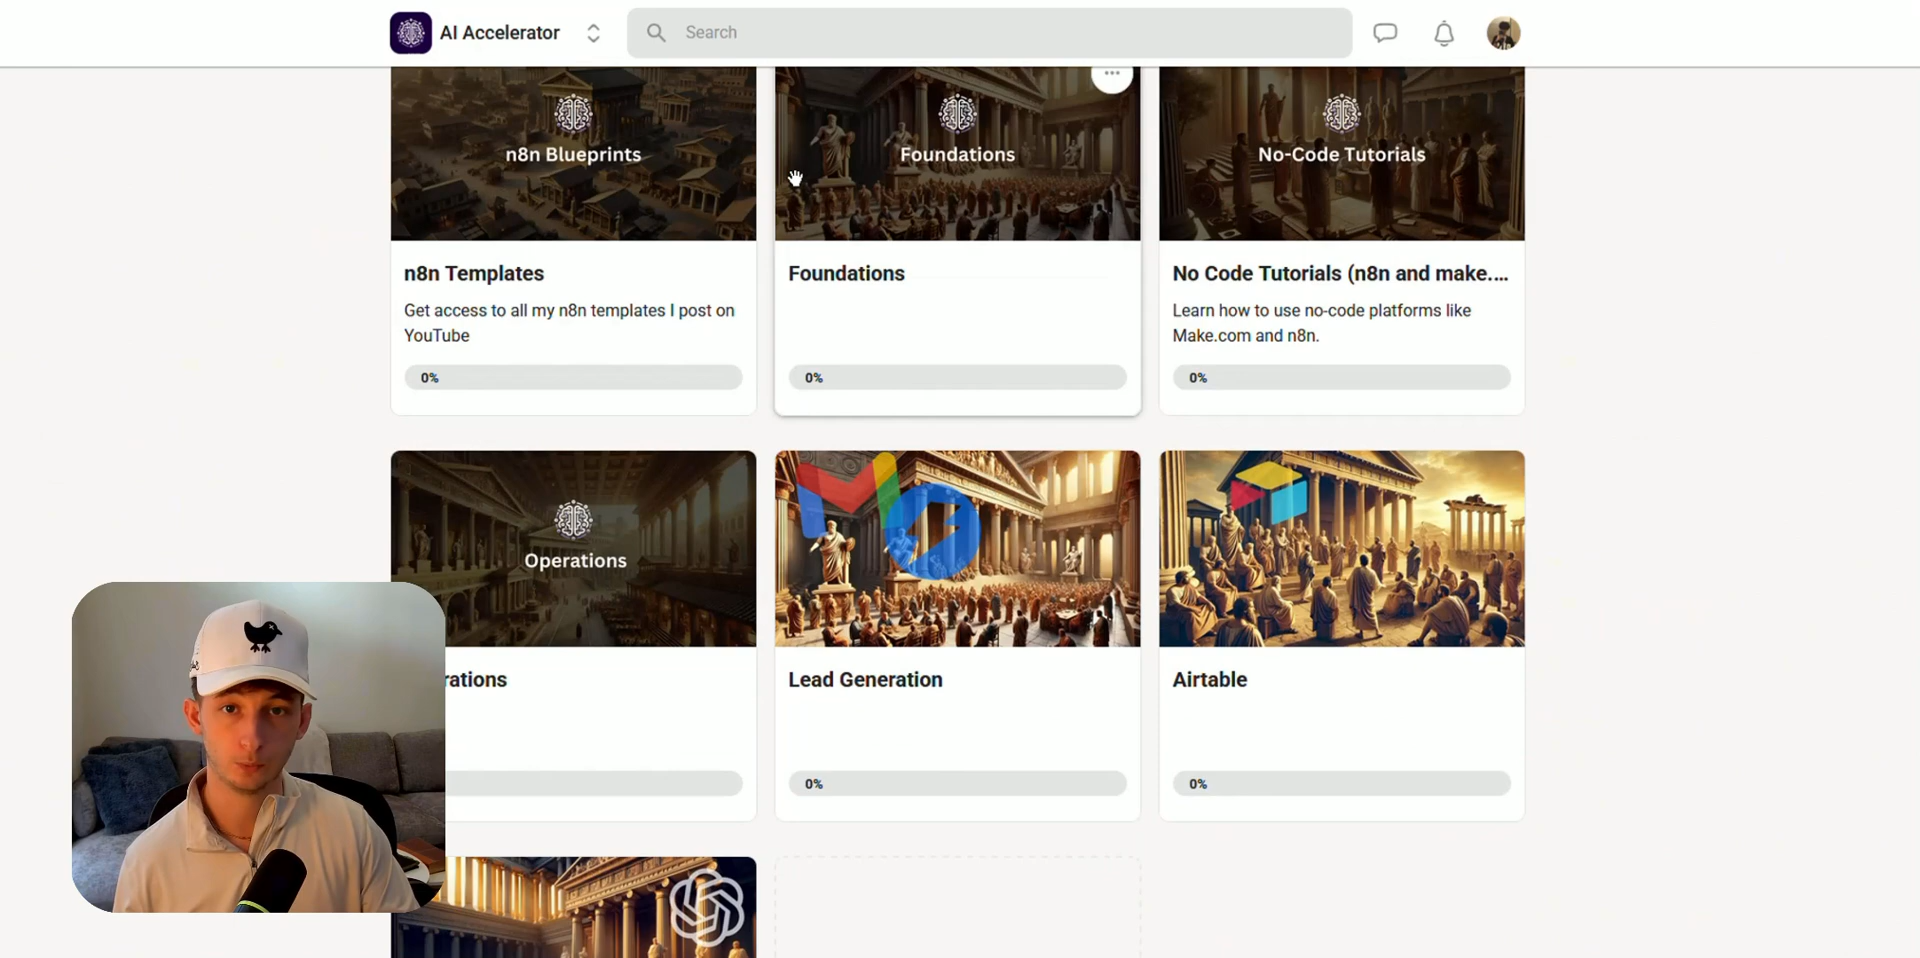 AI Accelerator
Search
n8n Blueprints
Foundations
No-Code Tutorials
n8n Templates
Get access to all my n8n templates I post on
YouTube
0%
Foundations
0%
No Code Tutorials (n8n and make....
Learn how to use no-code platforms like
Make.com and n8n.
0%
Operations
rations
Lead Generation
0%
Airtable
0%